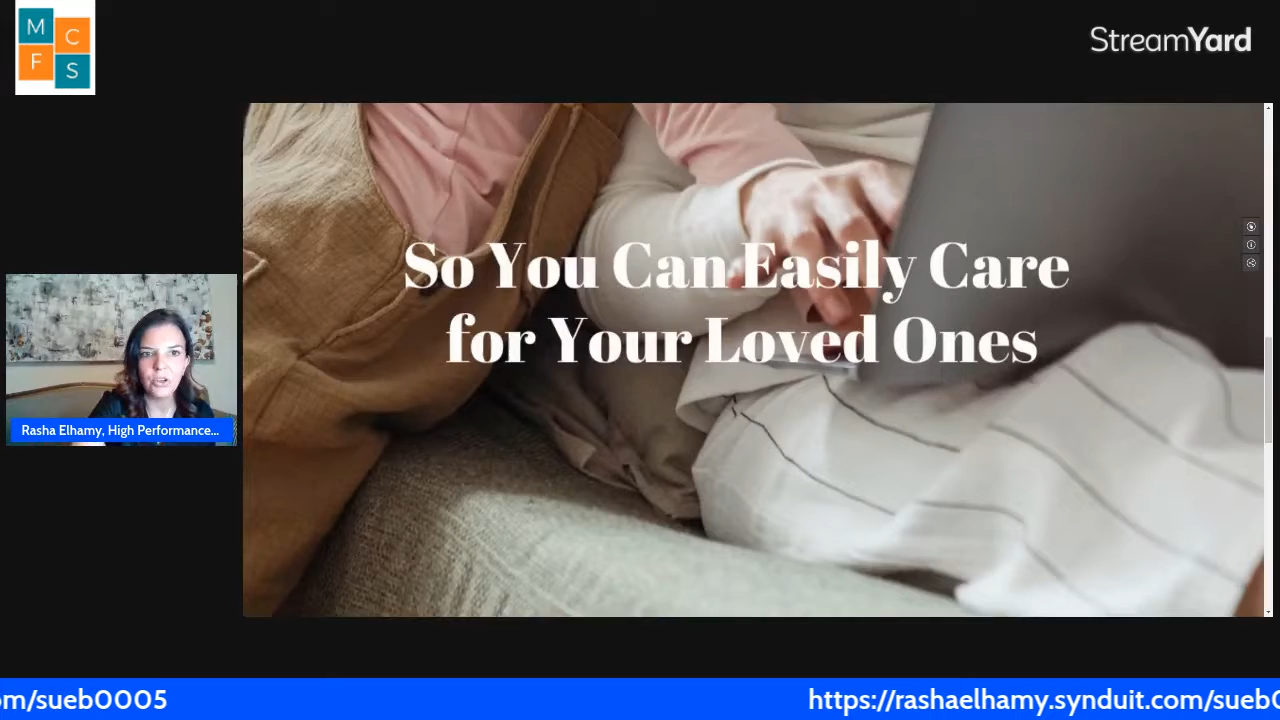 M
C
F
S
StreamYard
So You Can Easily Care
for Your Loved Ones
Rasha Elhamy, High Performance...
om/sueb0005
https://rashaelhamy.synduit.com/sueb0